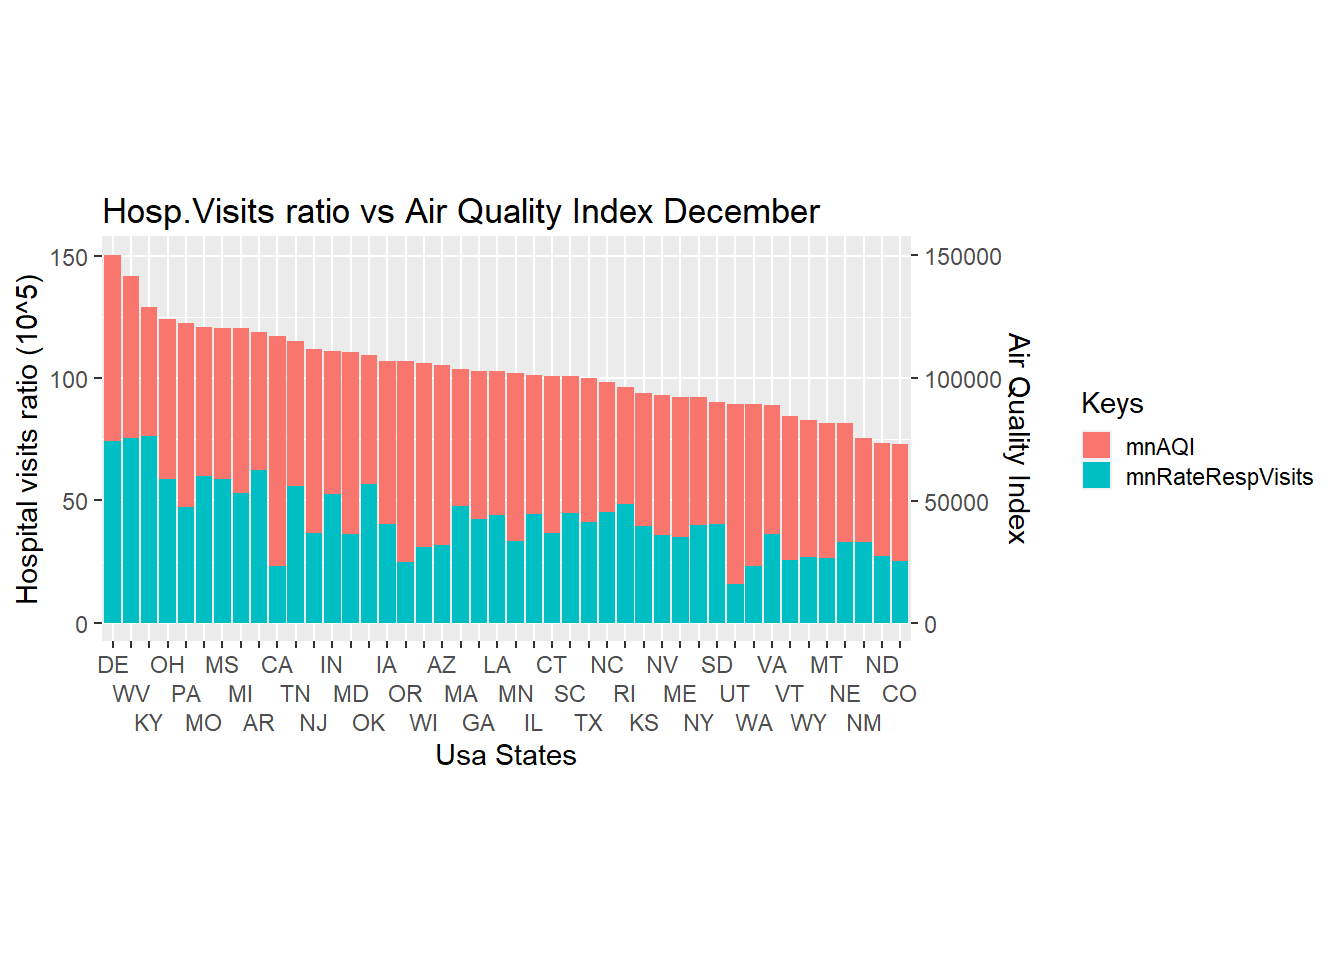 Hosp.Visits ratio vs Air Quality Index December
Hospital visits ratio (10^5)
150
100
50
0
150000
100000
50000
0
Air Quality Index
DE OH MS CA IN IA AZ LA CT NC NV SD VA MT ND
WV PA MI TN MD OR MA MN SC RI ME UT VT NE CO
KY MO AR NJ OK WI GA IL TX KS NY WA WY NM
Usa States
Keys
mnAQI
mnRateRespVisits